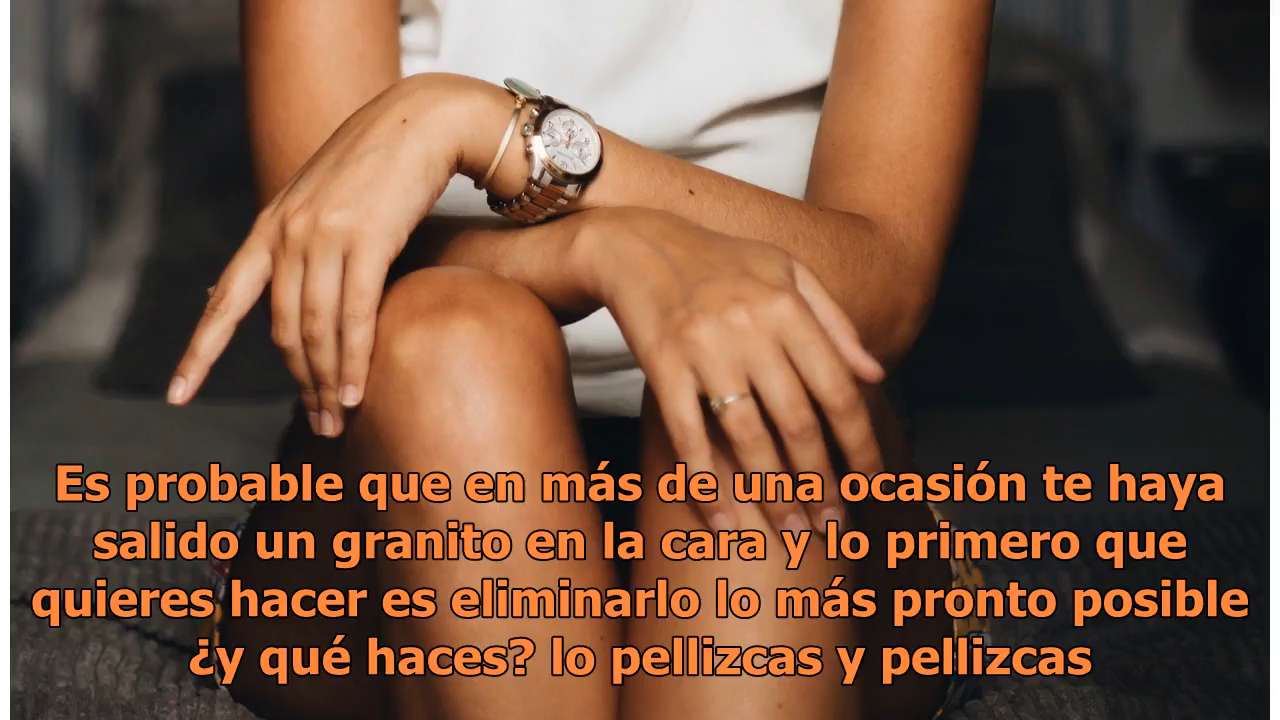 Es probable que en más de una ocasión te haya
salido un granito en la cara y lo primero que
quieres hacer es eliminarlo lo más pronto posible
¿y qué haces? lo pellizcas y pellizcas